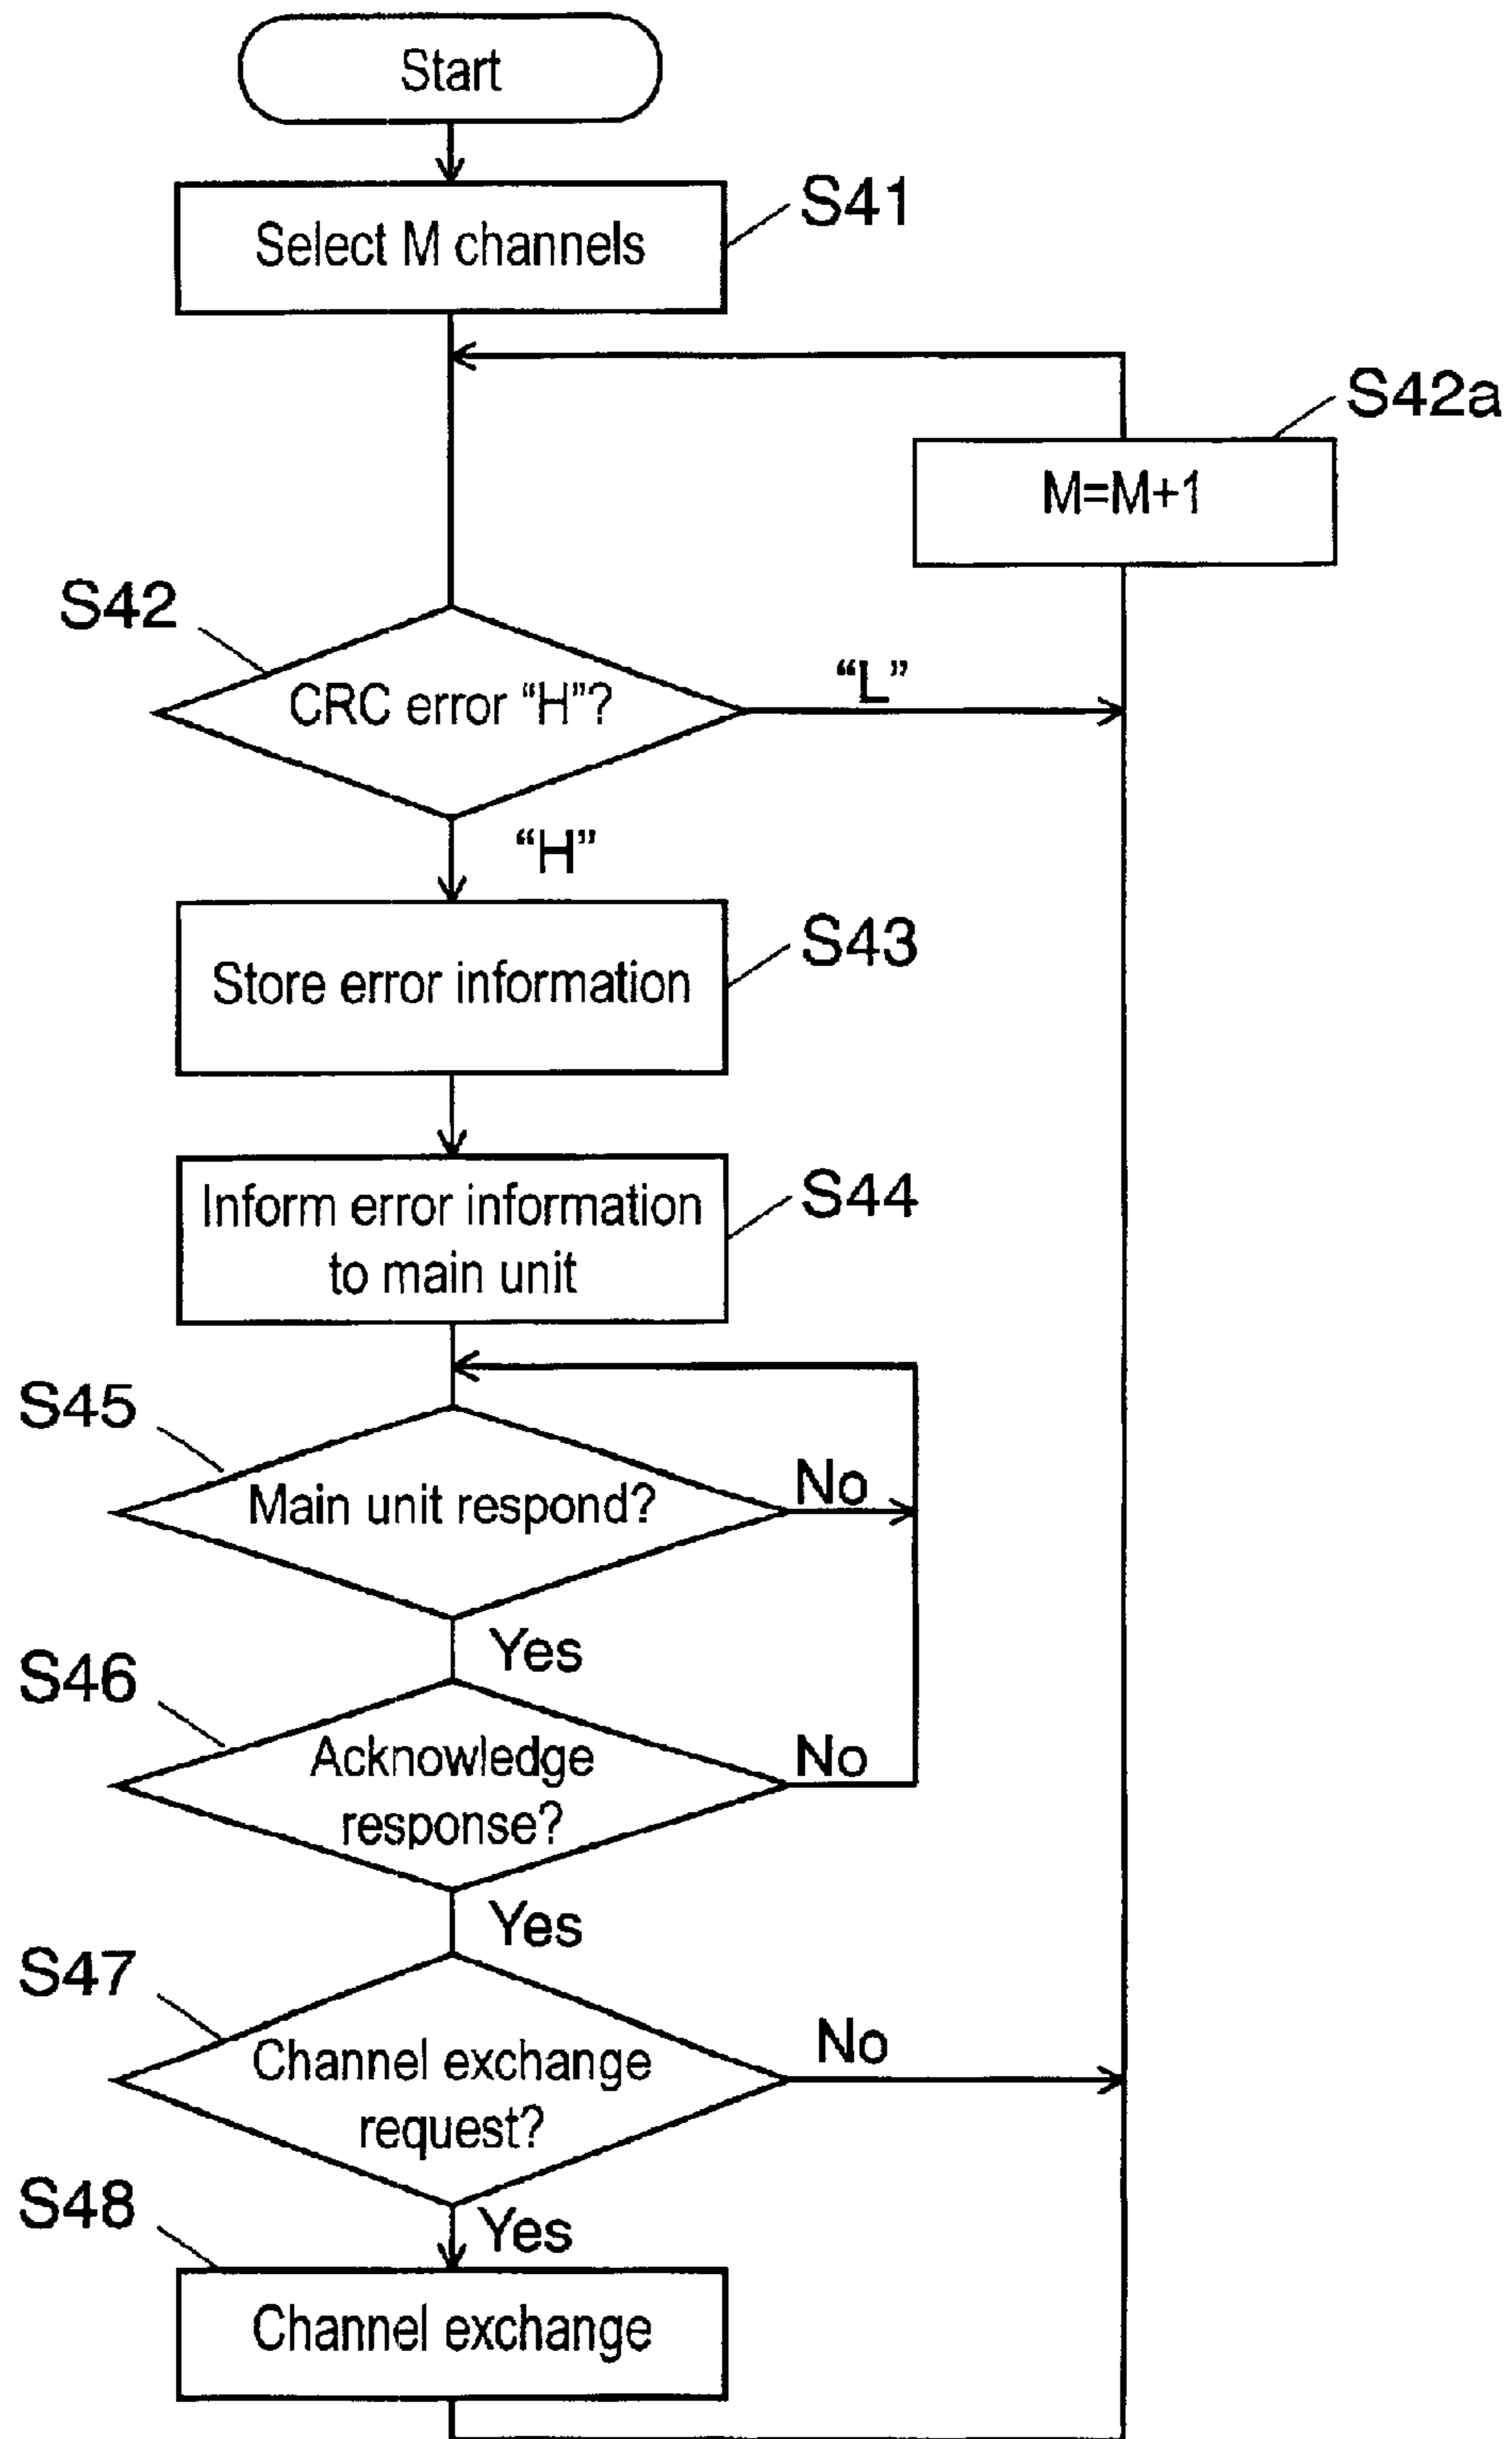 Start
S41
Select M channels
S42a
M=M+1
S42
CRC error “H”?
“L”
“H”
S43
Store error information
S44
Inform error information
to main unit
S45
Main unit respond?
No
Yes
S46
Acknowledge
response?
No
Yes
S47
Channel exchange
request?
No
S48
Yes
Channel exchange